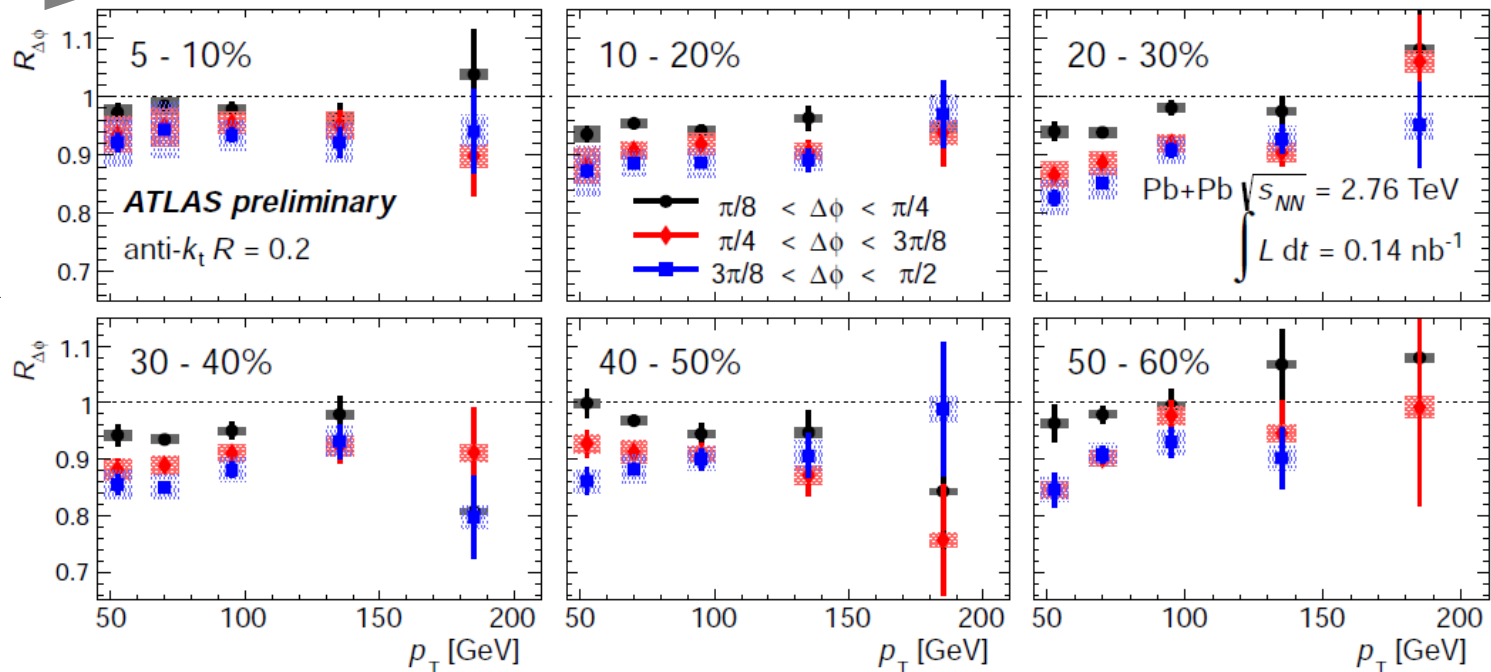 R_Δφ
1.1
1
0.9
0.8
0.7
5 - 10%
ATLAS preliminary
anti-k_t R = 0.2
10 - 20%
π/8 < Δφ < π/4
π/4 < Δφ < 3π/8
3π/8 < Δφ < π/2
20 - 30%
Pb+Pb √s_NN = 2.76 TeV
∫ L dt = 0.14 nb⁻¹
R_Δφ
1.1
1
0.9
0.8
0.7
30 - 40%
40 - 50%
50 - 60%
50 100 150 200
50 100 150 200
50 100 150 200
p_T [GeV]
p_T [GeV]
p_T [GeV]